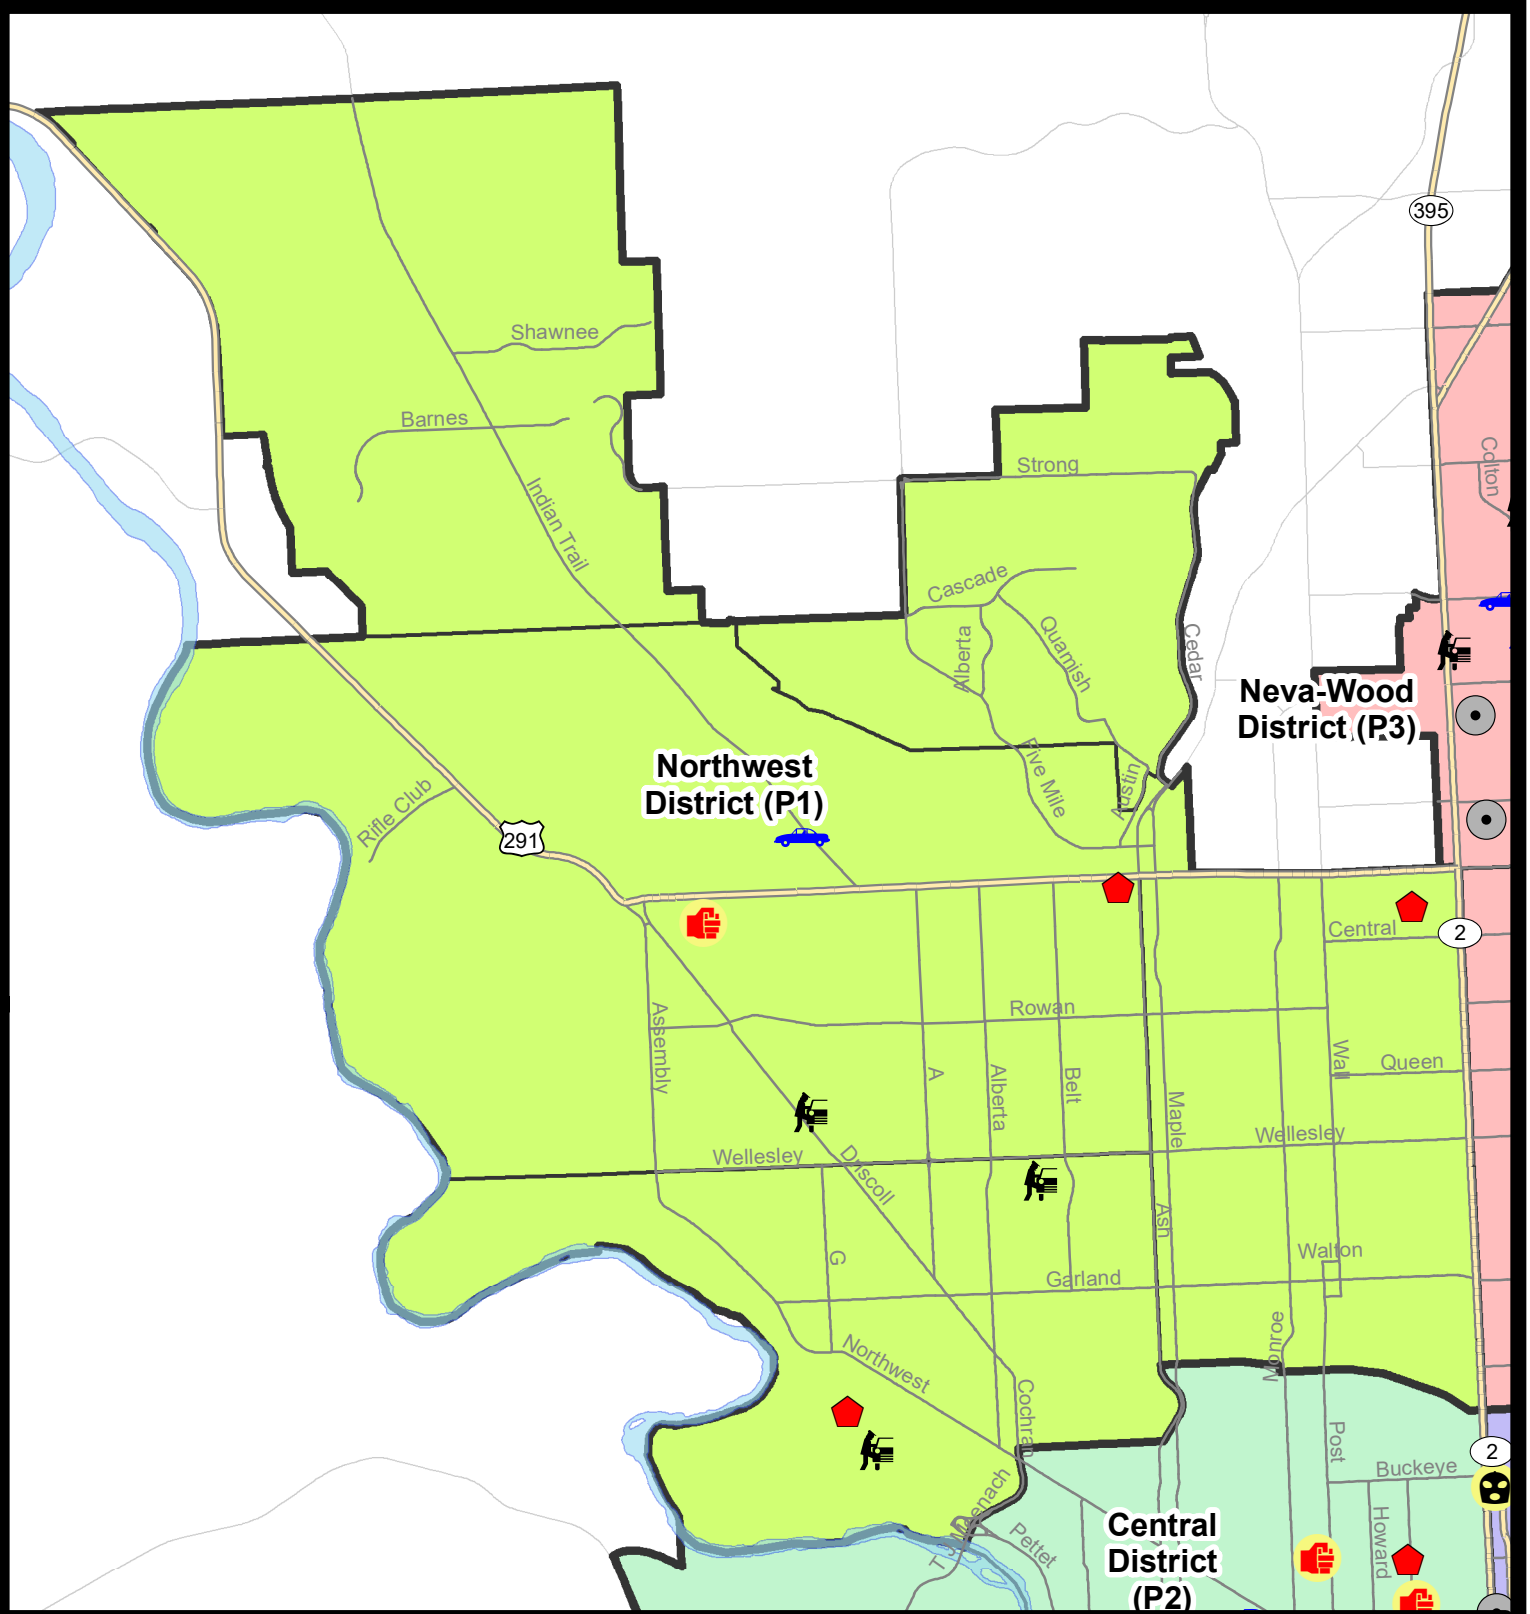 395
Shawnee
Barnes
Colton
Strong
Indian Trail
Cascade
Alberta
Quamish
Cedar
Neva-Wood
District (P3)
Northwest
District (P1)
Five Mile
Austin
Rifle Club
291
Central
2
Rowan
Assembly
A
Alberta
Belt
Wall
Queen
Maple
Wellesley
Wellesley
Driscoll
Ash
G
Walton
Garland
Monroe
Northwest
Cochran
Post
2
Buckeye
T J Meenach
Pettet
Howard
Central
District
(P2)